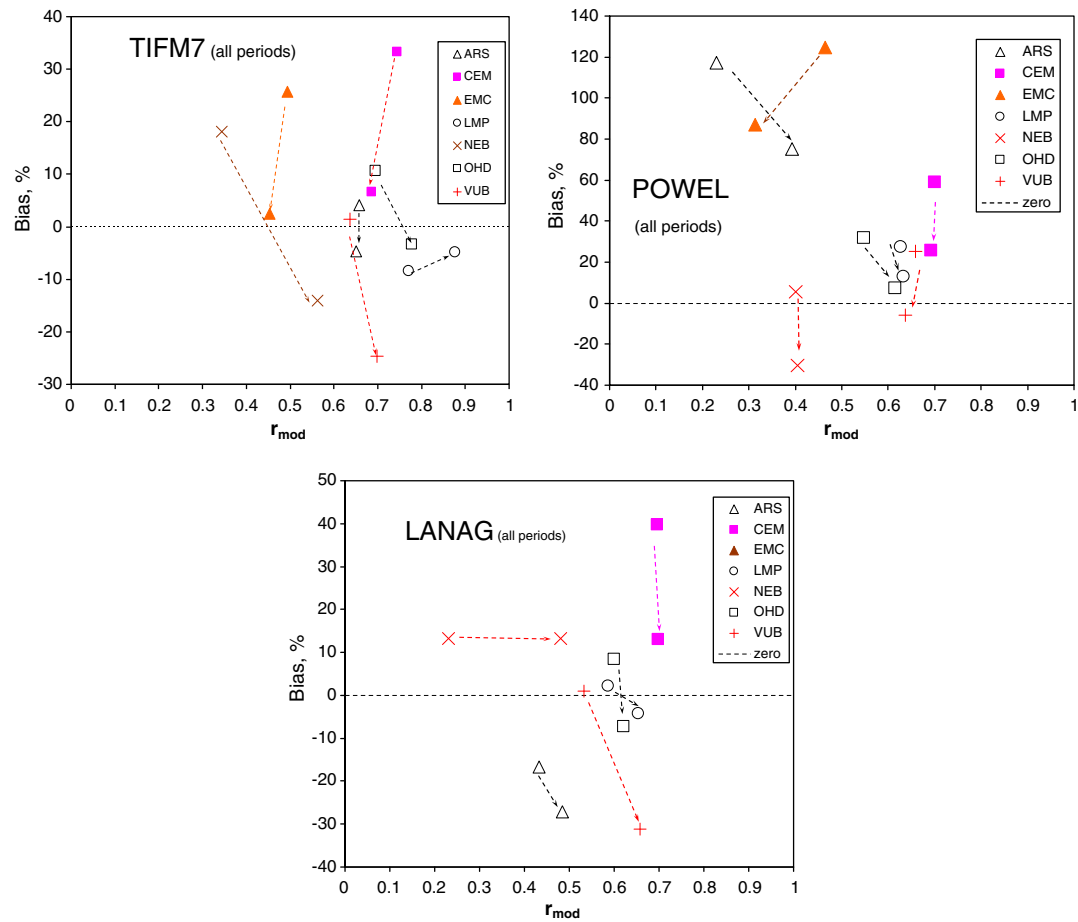 TIFM7 (all periods)
Bias, %
40
30
20
10
0
-10
-20
-30
0 0.1 0.2 0.3 0.4 0.5 0.6 0.7 0.8 0.9 1
rmod
ARS
CEM
EMC
LMP
NEB
OHD
VUB
POWEL
(all periods)
Bias, %
140
120
100
80
60
40
20
0
-20
-40
0 0.1 0.2 0.3 0.4 0.5 0.6 0.7 0.8 0.9 1
rmod
ARS
CEM
EMC
LMP
NEB
OHD
VUB
zero
LANAG (all periods)
Bias, %
50
40
30
20
10
0
-10
-20
-30
-40
0 0.1 0.2 0.3 0.4 0.5 0.6 0.7 0.8 0.9 1
rmod
ARS
CEM
EMC
LMP
NEB
OHD
VUB
zero